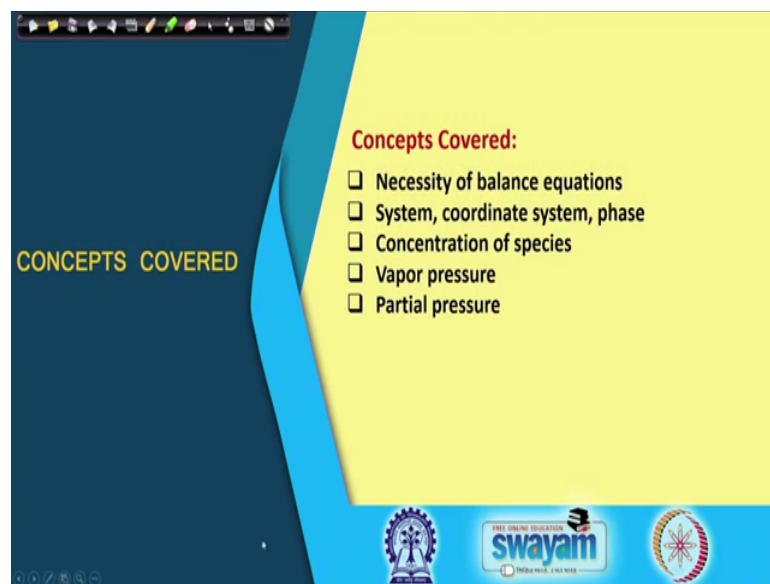 Concepts Covered:
Necessity of balance equations
System, coordinate system, phase
Concentration of species
Vapor pressure
Partial pressure
CONCEPTS COVERED
FREE ONLINE EDUCATION
swayam